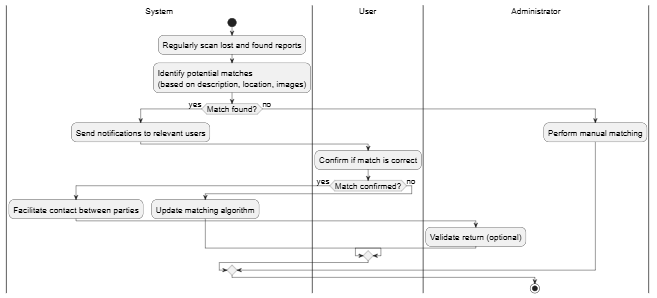 System
User
Administrator
Regularly scan lost and found reports
Identify potential matches
(based on description, location, images)
yes
Match found?
no
Send notifications to relevant users
Perform manual matching
Confirm if match is correct
yes
Match confirmed?
no
Facilitate contact between parties
Update matching algorithm
Validate return (optional)